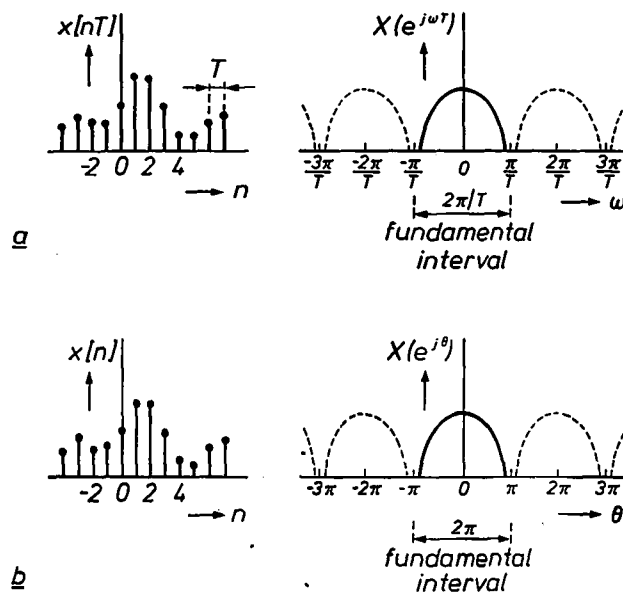 x[nT]
T
-2 0 2 4
n
a
X(e^{jωT})
-3π/T -2π/T -π/T 0 π/T 2π/T 3π/T
ω
2π/T
fundamental
interval
x[n]
-2 0 2 4
n
b
X(e^{jθ})
-3π -2π -π 0 π 2π 3π
θ
2π
fundamental
interval